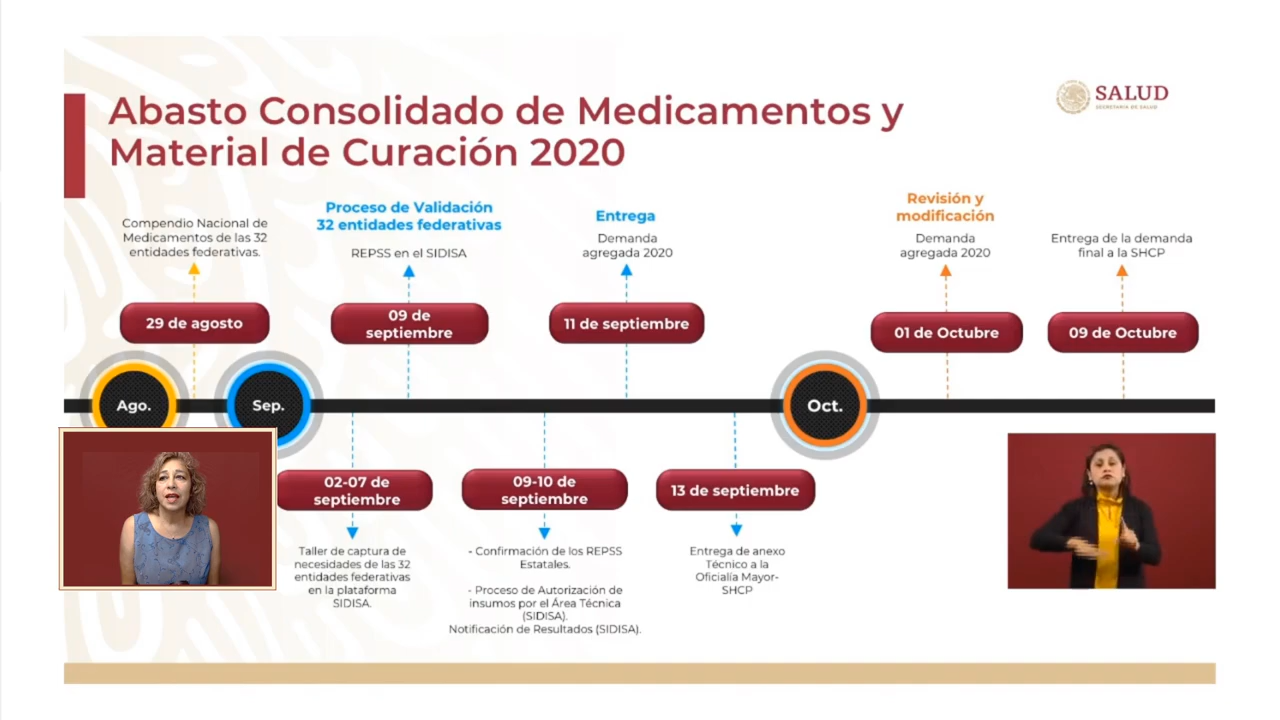 Abasto Consolidado de Medicamentos y
Material de Curación 2020
SALUD
SECRETARÍA DE SALUD
Compendio Nacional de
Medicamentos de las 32
entidades federativas.
29 de agosto
Proceso de Validación
32 entidades federativas
REPSS en el SIDISA
09 de
septiembre
Entrega
Demanda
agregada 2020
11 de septiembre
Revisión y
modificación
Demanda
agregada 2020
01 de Octubre
Entrega de la demanda
final a la SHCP
09 de Octubre
Ago.
Sep.
Oct.
02-07 de
septiembre
Taller de captura de
necesidades de las 32
entidades federativas
en la plataforma
SIDISA.
09-10 de
septiembre
- Confirmación de los REPSS
Estatales.
- Proceso de Autorización de
insumos por el Área Técnica
(SIDISA).
Notificación de Resultados (SIDISA).
13 de septiembre
Entrega de anexo
Técnico a la
Oficialía Mayor-
SHCP